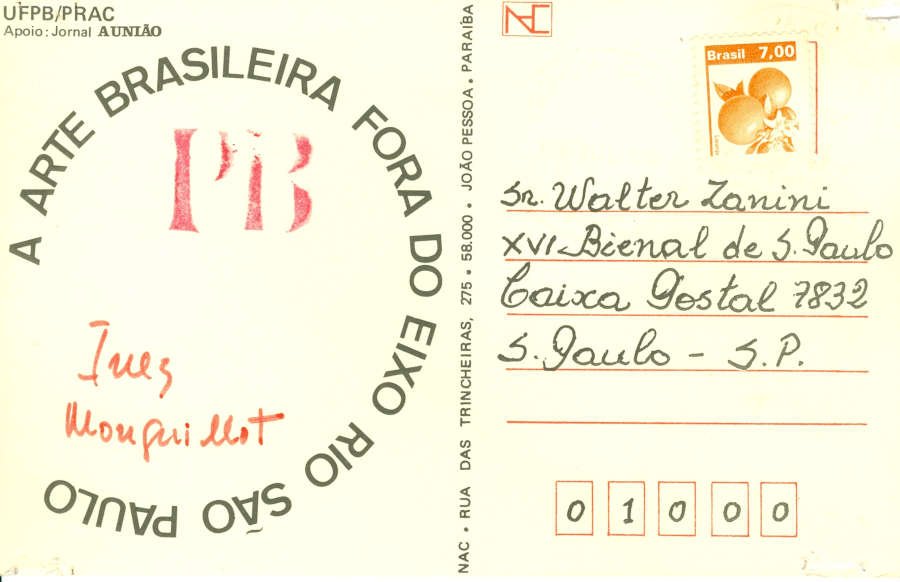 UFPB/PRAC
Apoio: Jornal A UNIÃO
A ARTE BRASILEIRA FORA DO EIXO RIO SÃO PAULO
PB
Ines
NAC • RUA DAS TRINCHEIRAS, 275 • 58.000 • JOÃO PESSOA • PARAÍBA
NAC
Brasil 7,00
Sr. Walter Zanini
XVI Bienal de S. Paulo
Caixa Postal 7832
S. Paulo - S.P.
0 1 0 0 0